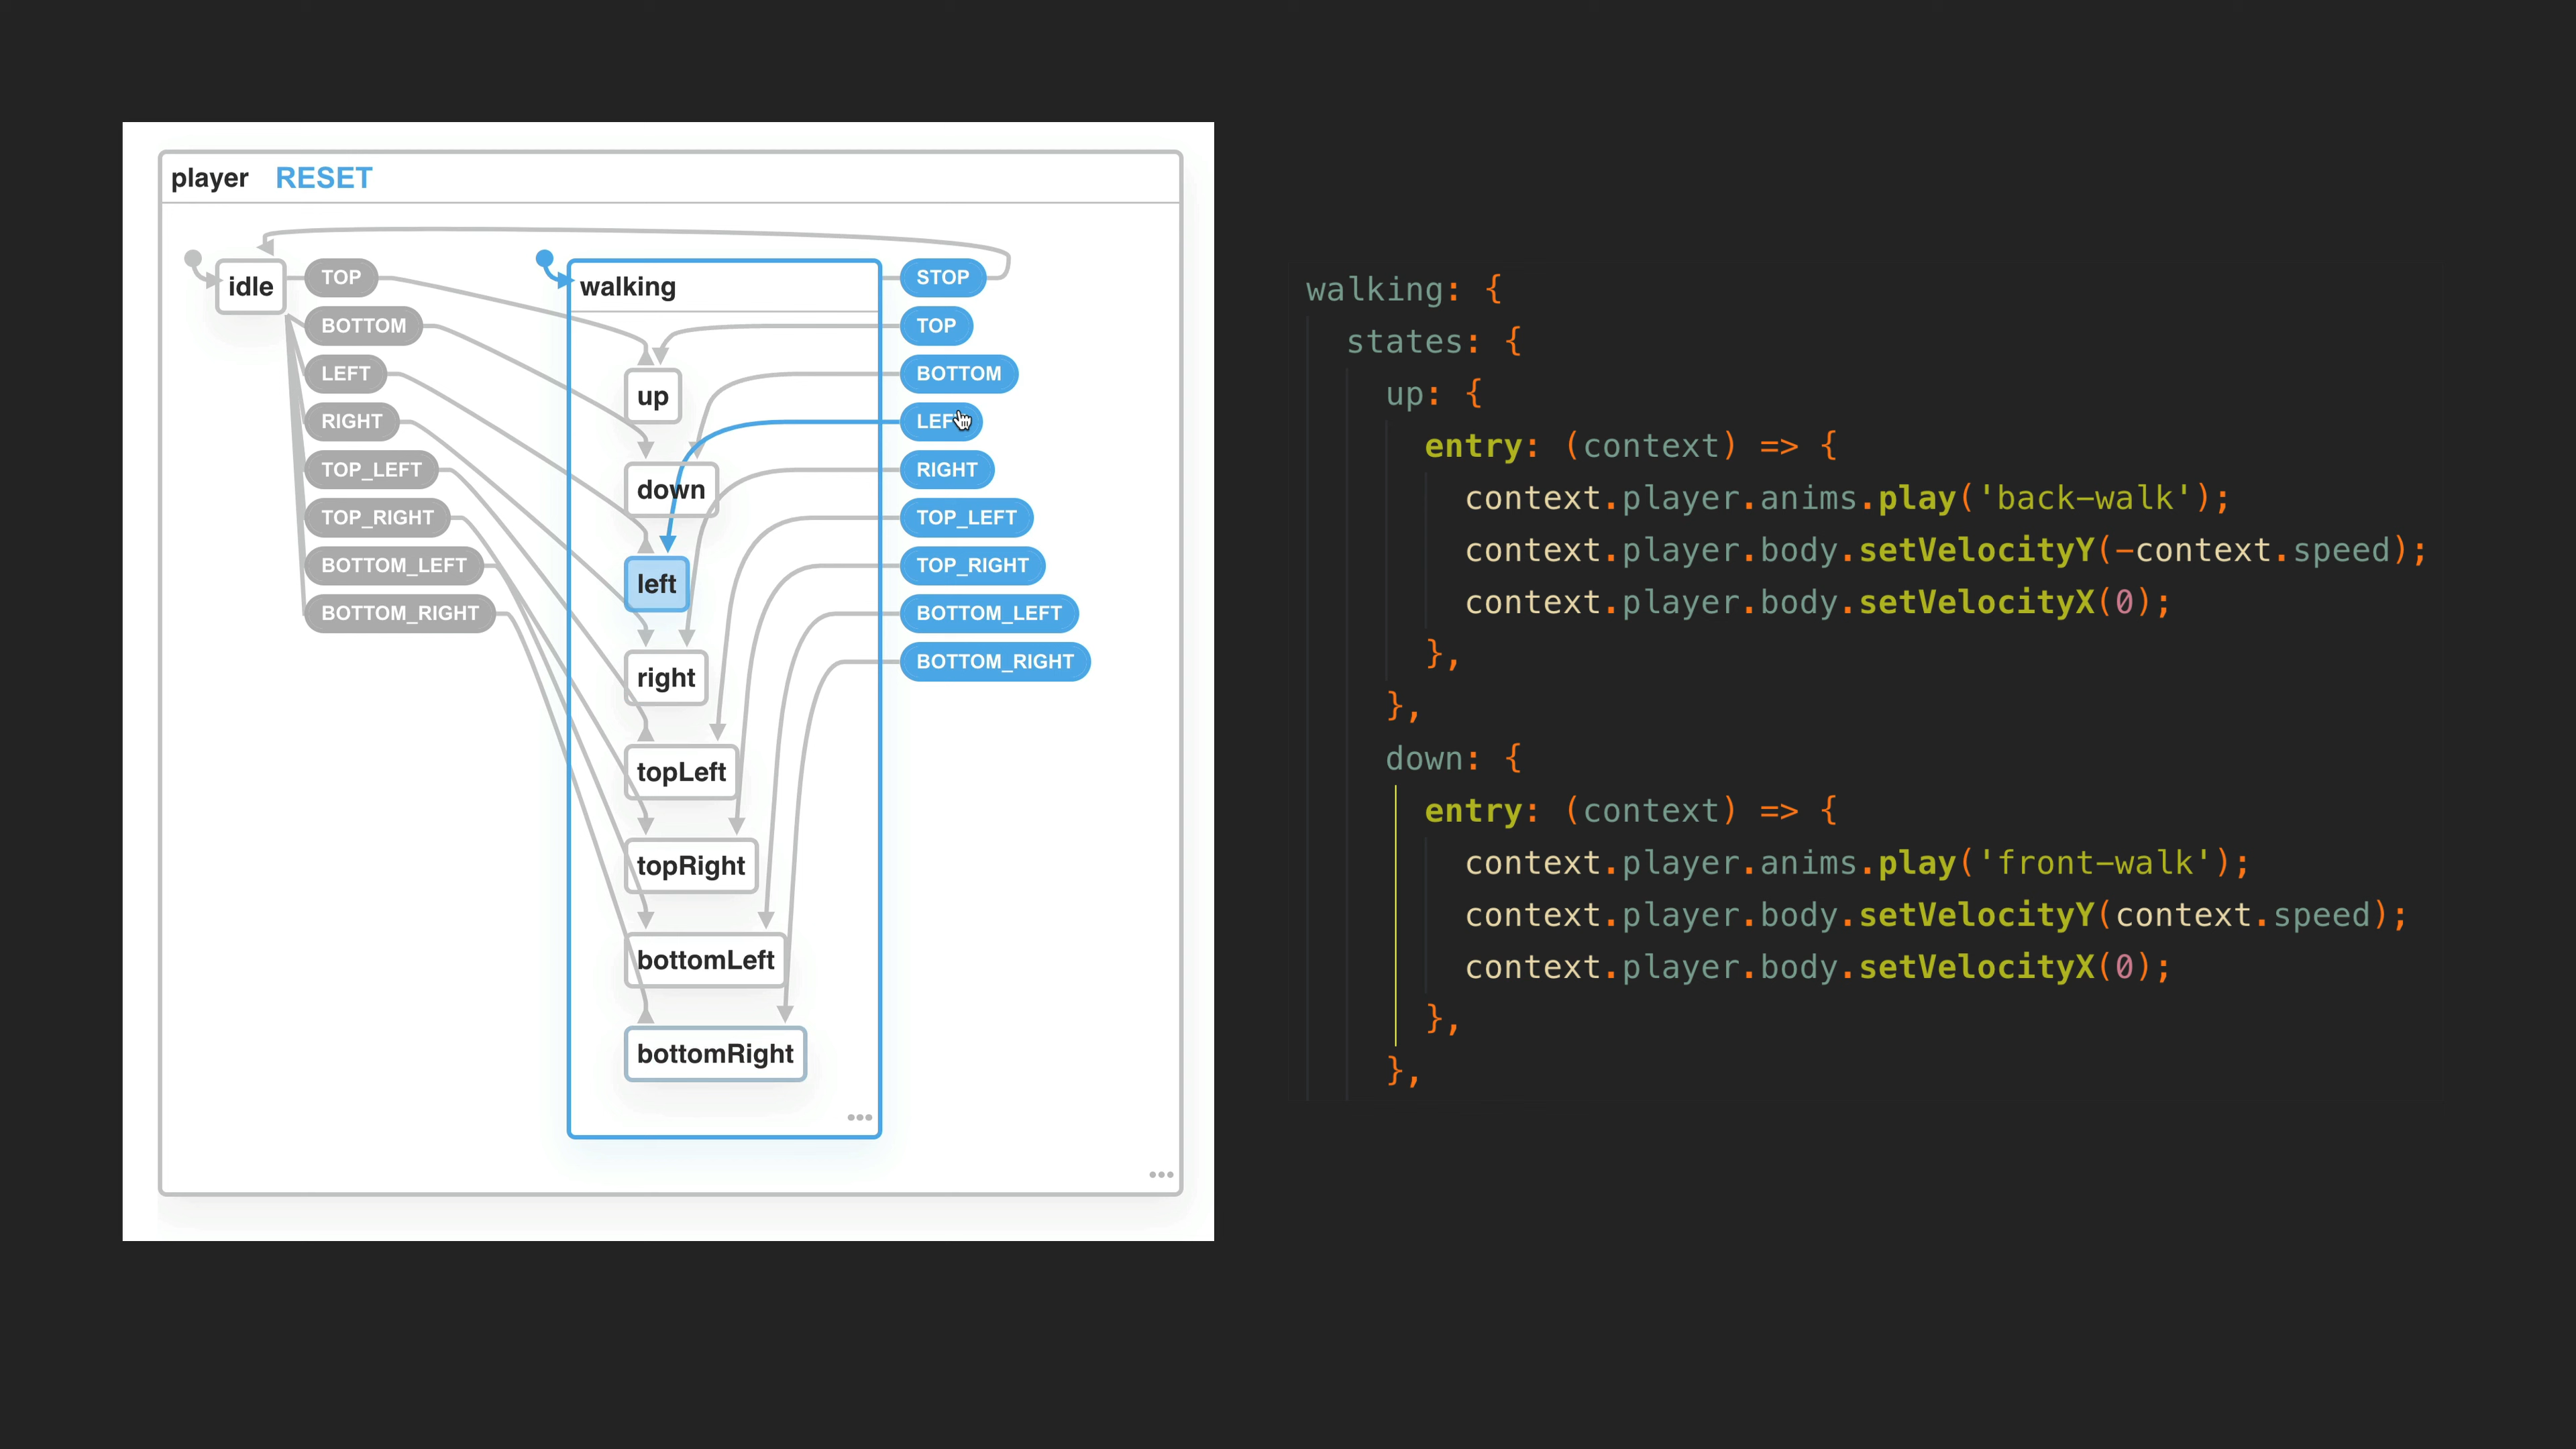 player RESET
idle
TOP
BOTTOM
LEFT
RIGHT
TOP_LEFT
TOP_RIGHT
BOTTOM_LEFT
BOTTOM_RIGHT
walking
up
down
left
right
topLeft
topRight
bottomLeft
bottomRight
STOP
TOP
BOTTOM
LEFT
RIGHT
TOP_LEFT
TOP_RIGHT
BOTTOM_LEFT
BOTTOM_RIGHT
walking: {
states: {
up: {
entry: (context) => {
context.player.anims.play('back-walk');
context.player.body.setVelocityY(-context.speed);
context.player.body.setVelocityX(0);
},
},
down: {
entry: (context) => {
context.player.anims.play('front-walk');
context.player.body.setVelocityY(context.speed);
context.player.body.setVelocityX(0);
},
},